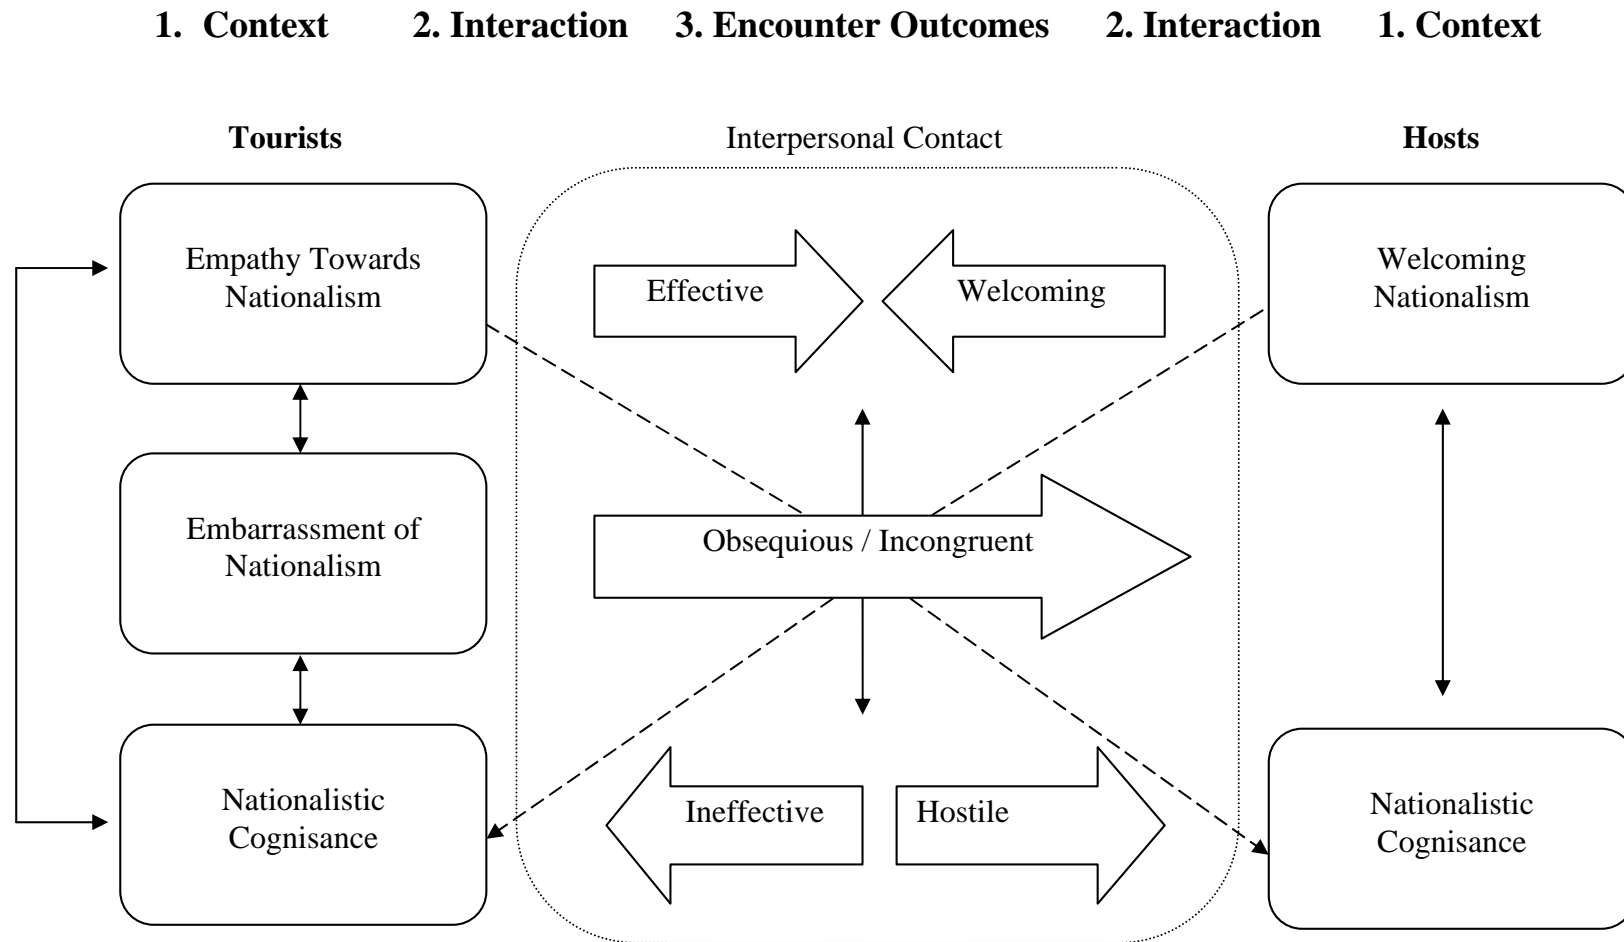 1. Context 2. Interaction 3. Encounter Outcomes 2. Interaction 1. Context
Tourists Interpersonal Contact Hosts
Empathy Towards
Nationalism
Effective
Welcoming
Welcoming
Nationalism
Embarrassment of
Nationalism
Obsequious / Incongruent
Nationalistic
Cognisance
Ineffective
Hostile
Nationalistic
Cognisance